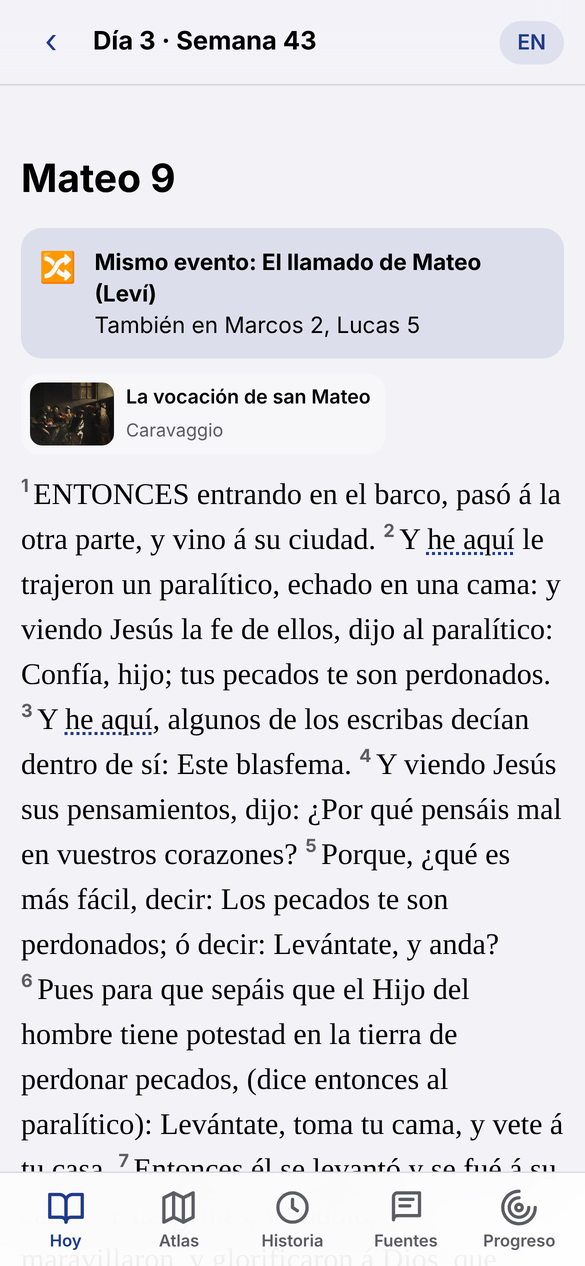 ‹ Día 3 · Semana 43 EN
Mateo 9
Mismo evento: El llamado de Mateo
(Leví)
También en Marcos 2, Lucas 5
La vocación de san Mateo
Caravaggio
1 ENTONCES entrando en el barco, pasó á la
otra parte, y vino á su ciudad. 2 Y he aquí le
trajeron un paralítico, echado en una cama: y
viendo Jesús la fe de ellos, dijo al paralítico:
Confía, hijo; tus pecados te son perdonados.
3 Y he aquí, algunos de los escribas decían
dentro de sí: Este blasfema. 4 Y viendo Jesús
sus pensamientos, dijo: ¿Por qué pensáis mal
en vuestros corazones? 5 Porque, ¿qué es
más fácil, decir: Los pecados te son
perdonados; ó decir: Levántate, y anda?
6 Pues para que sepáis que el Hijo del
hombre tiene potestad en la tierra de
perdonar pecados, (dice entonces al
paralítico): Levántate, toma tu cama, y vete á
tu casa. 7 Entonces él se levantó y se fué á su
maravillaron, y glorificaron á Dios, que
Hoy Atlas Historia Fuentes Progreso